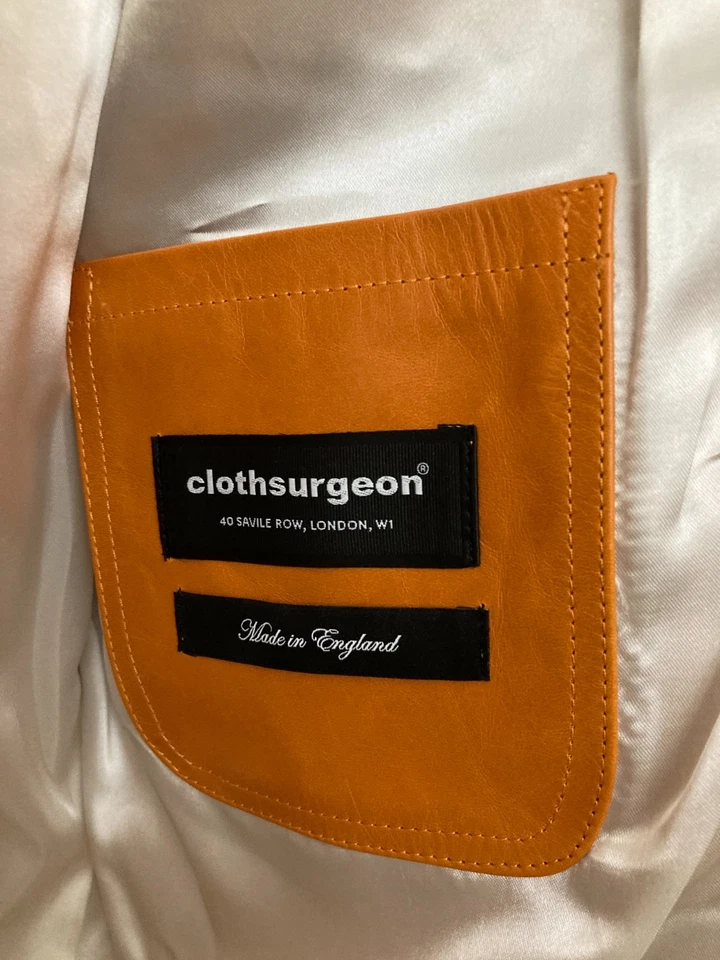 clothsurgeon®
40 SAVILE ROW, LONDON, W1
Made in England